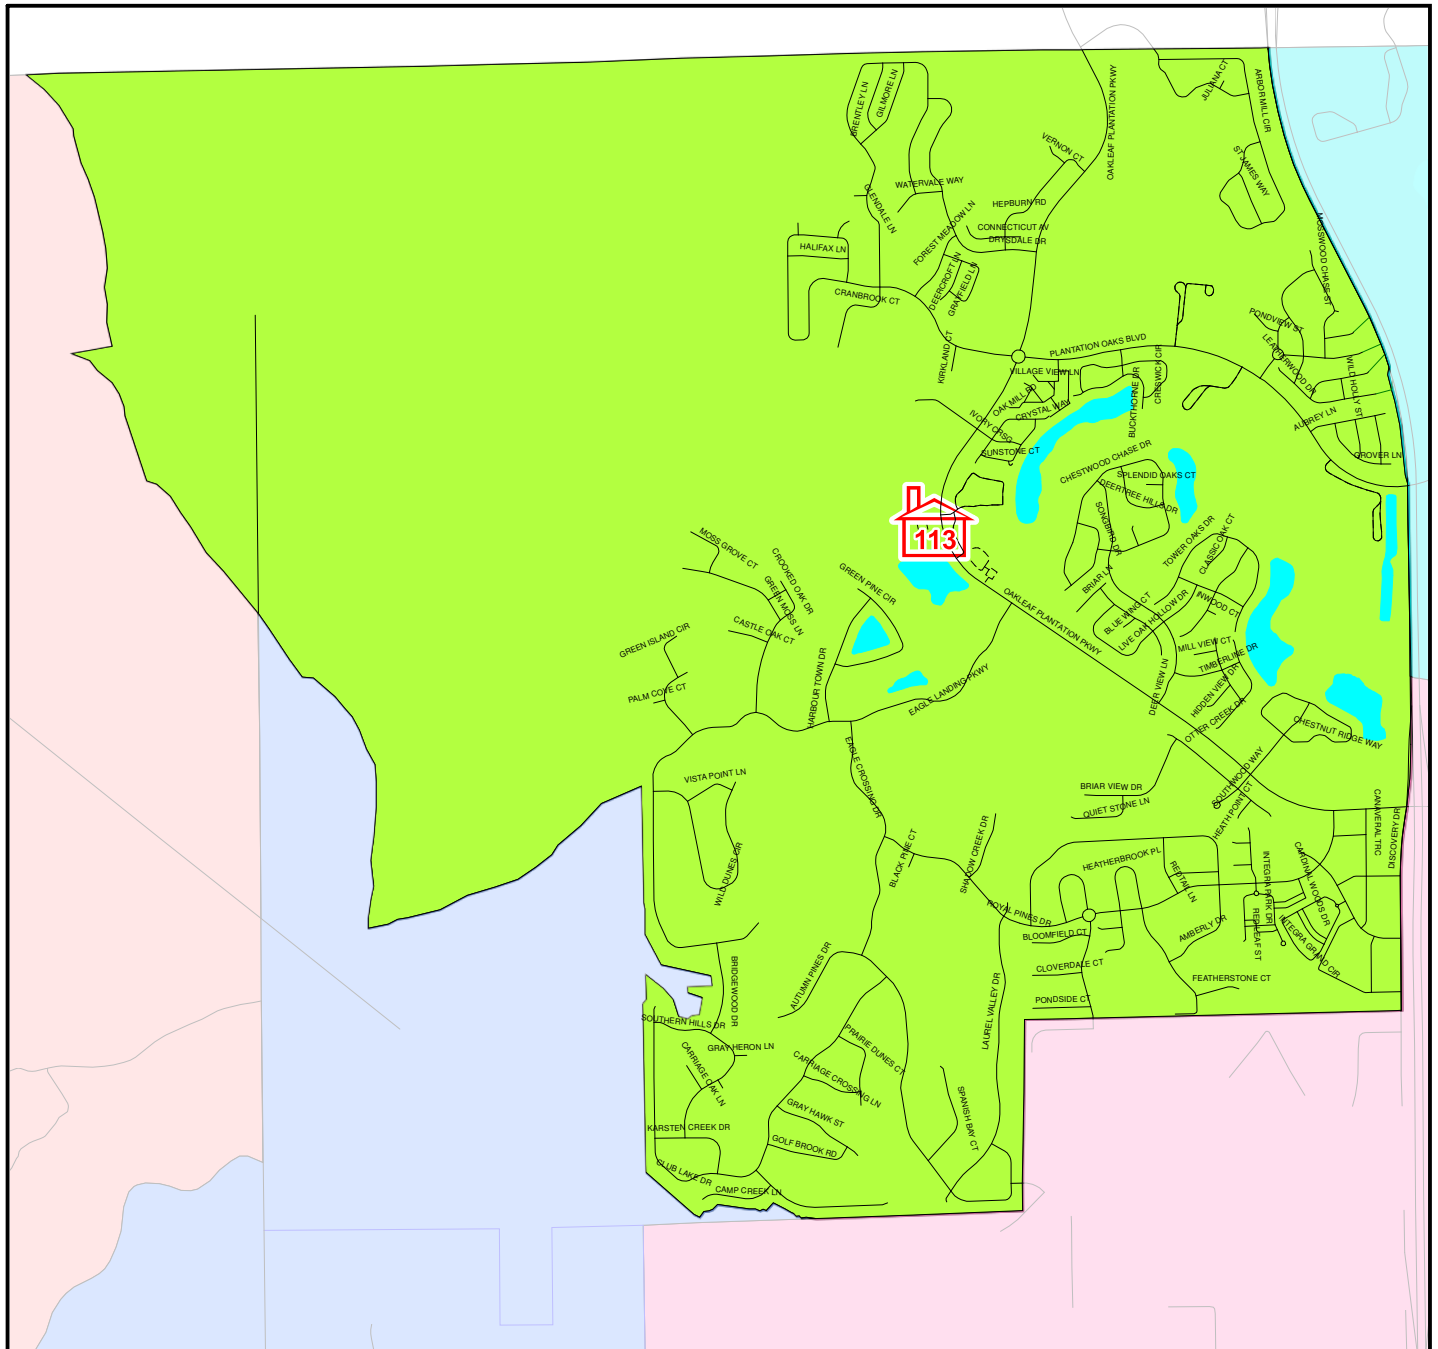 BRENTLEY LN
GILMORE LN
OAKLEAF PLANTATION PKWY
JULIANA CT
ARBOR MILL CIR
VERNON CT
ST JAMES WAY
WATERVALE WAY
GLENDALE LN
HEPBURN RD
FOREST MEADOW LN
CONNECTICUT AV
DRYSDALE DR
HALIFAX LN
MOSSWOOD CHASE ST
DEERCROFT LN
GRAYFIELD LN
CRANBROOK CT
PONDVIEW ST
KIRKLAND CT
PLANTATION OAKS BLVD
LEATHERWOOD DR
VILLAGE VIEW LN
CRESWICK CIR
WILD HOLLY ST
BUCKTHORNE DR
OAK MILL RD
CRYSTAL WAY
IVORY CRSG
AUBREY LN
SUNSTONE CT
GROVER LN
CHESTWOOD CHASE DR
SPLENDID OAKS CT
DEERTREE HILLS DR
SONGBIRD DR
113
TOWER OAKS DR
CLASSIC OAK CT
MOSS GROVE CT
CROOKED OAK DR
GREEN MOSS LN
GREEN PINE CIR
BRIAR LN
OAKLEAF PLANTATION PKWY
BLUE WING CT
LIVE OAK HOLLOW DR
INWOOD CT
CASTLE OAK CT
GREEN ISLAND CIR
MILL VIEW CT
TIMBERLINE DR
HARBOUR TOWN DR
EAGLE LANDING PKWY
DEER VIEW LN
HIDDEN VIEW DR
PALM COVE CT
OTTER CREEK DR
CHESTNUT RIDGE WAY
EAGLE CROSSING DR
VISTA POINT LN
SOUTHWOOD WAY
BRIAR VIEW DR
QUIET STONE LN
HEATH POINT CT
CANAVERAL TRC
DISCOVERY DR
SHADOW CREEK DR
BLACK PINE CT
WILD DUNES CIR
HEATHERBROOK PL
REDTAIL LN
INTEGRA PARK DR
CARDINAL WOODS DR
ROYAL PINES DR
REDLEAF ST
AMBERLY DR
INTEGRA GRAND CIR
BLOOMFIELD CT
AUTUMN PINES DR
BRIDGEWOOD DR
CLOVERDALE CT
FEATHERSTONE CT
PONDSIDE CT
LAUREL VALLEY DR
SOUTHERN HILLS DR
GRAY HERON LN
PRAIRIE DUNES CT
CARRIAGE OAK LN
CARRIAGE CROSSING LN
GRAY HAWK ST
SPANISH BAY CT
KARSTEN CREEK DR
GOLF BROOK RD
CLUB LAKE DR
CAMP CREEK LN